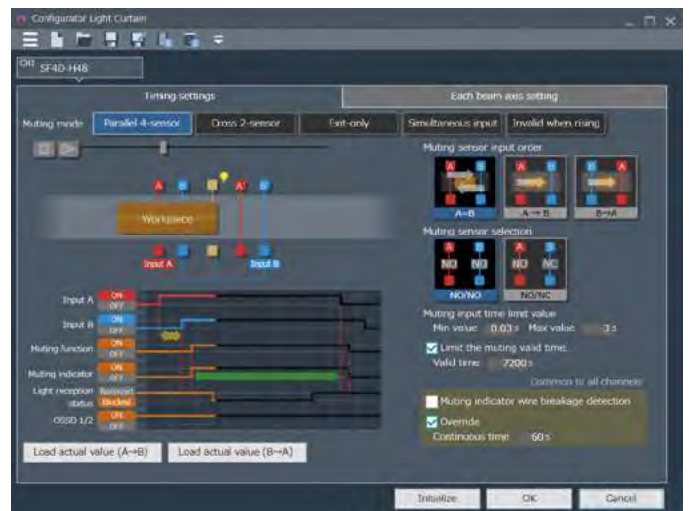 Configurator Light Curtain
CH1 SF4D-H48
Timing settings
Each beam axis setting
Muting mode
Parallel 4-sensor
Cross 2-sensor
Exit-only
Simultaneous input
Invalid when rising
Muting sensor input order
A B
A B
B A
A=B
A→B
B→A
A B A' B'
Workpiece
Input A
Input B
Muting sensor selection
A B
A B
NO NO
NO NC
NO/NO
NO/NC
Input A ON
OFF
Input B ON
OFF
Muting function ON
OFF
Muting indicator ON
OFF
Light reception status Received
Blocked
OSSD 1/2 ON
OFF
Muting input time limit value
Min value 0.03 s Max value 3 s
Limit the muting valid time.
Valid time 7200 s
Common to all channels
Muting indicator wire breakage detection
Override
Continuous time 60 s
Load actual value (A→B)
Load actual value (B→A)
Initialize
OK
Cancel